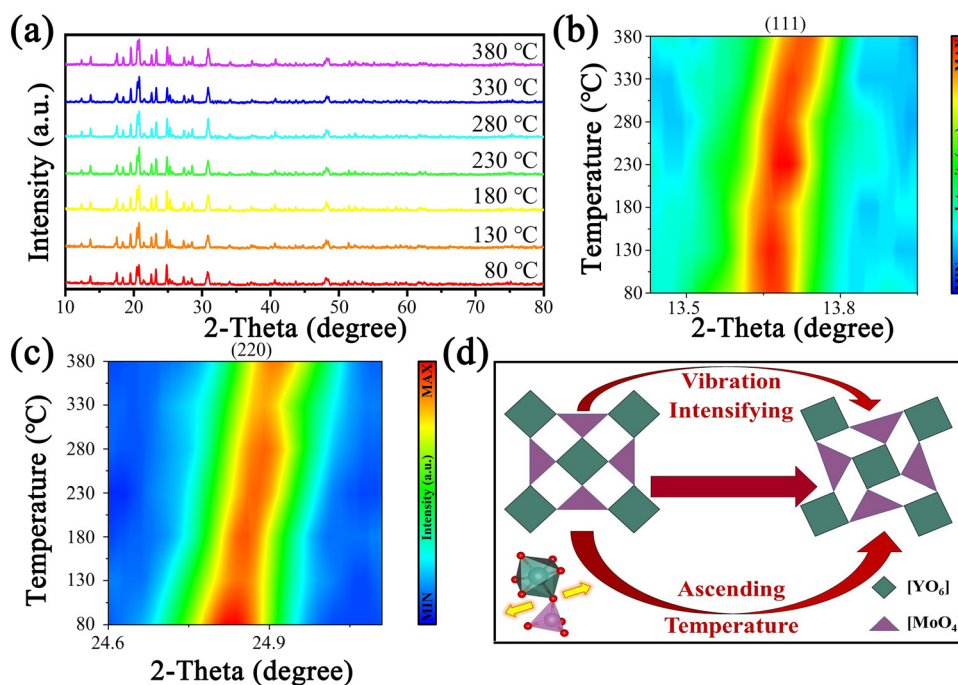 (a)
380 ℃
330 ℃
280 ℃
230 ℃
180 ℃
130 ℃
80 ℃
Intensity (a.u.)
10 20 30 40 50 60 70 80
2-Theta (degree)
(b)
(111)
380
330
280
230
180
130
80
Temperature (℃)
13.5 13.8
2-Theta (degree)
MAX
MIN
(c)
(220)
380
330
280
230
180
130
80
Temperature (℃)
24.6 24.9
2-Theta (degree)
MAX
Intensity (a.u.)
MIN
(d)
Vibration
Intensifying
Ascending
Temperature
[YO₆]
[MoO₄